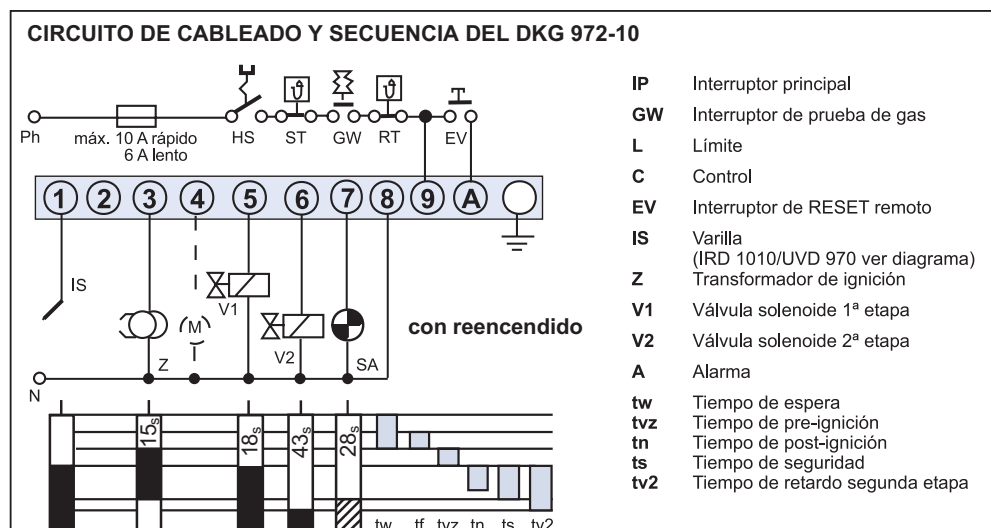 CIRCUITO DE CABLEADO Y SECUENCIA DEL DKG 972-10
Ph
máx. 10 A rápido
6 A lento
HS
ST
GW
RT
EV
ϑ
ϑ
1
2
3
4
5
6
7
8
9
A
IS
V1
M
V2
Z
SA
con reencendido
N
15s
18s
43s
28s
tw
tf
tvz
tn
ts
tv2
IP Interruptor principal
GW Interruptor de prueba de gas
L Límite
C Control
EV Interruptor de RESET remoto
IS Varilla
(IRD 1010/UVD 970 ver diagrama)
Z Transformador de ignición
V1 Válvula solenoide 1ª etapa
V2 Válvula solenoide 2ª etapa
A Alarma
tw Tiempo de espera
tvz Tiempo de pre-ignición
tn Tiempo de post-ignición
ts Tiempo de seguridad
tv2 Tiempo de retardo segunda etapa